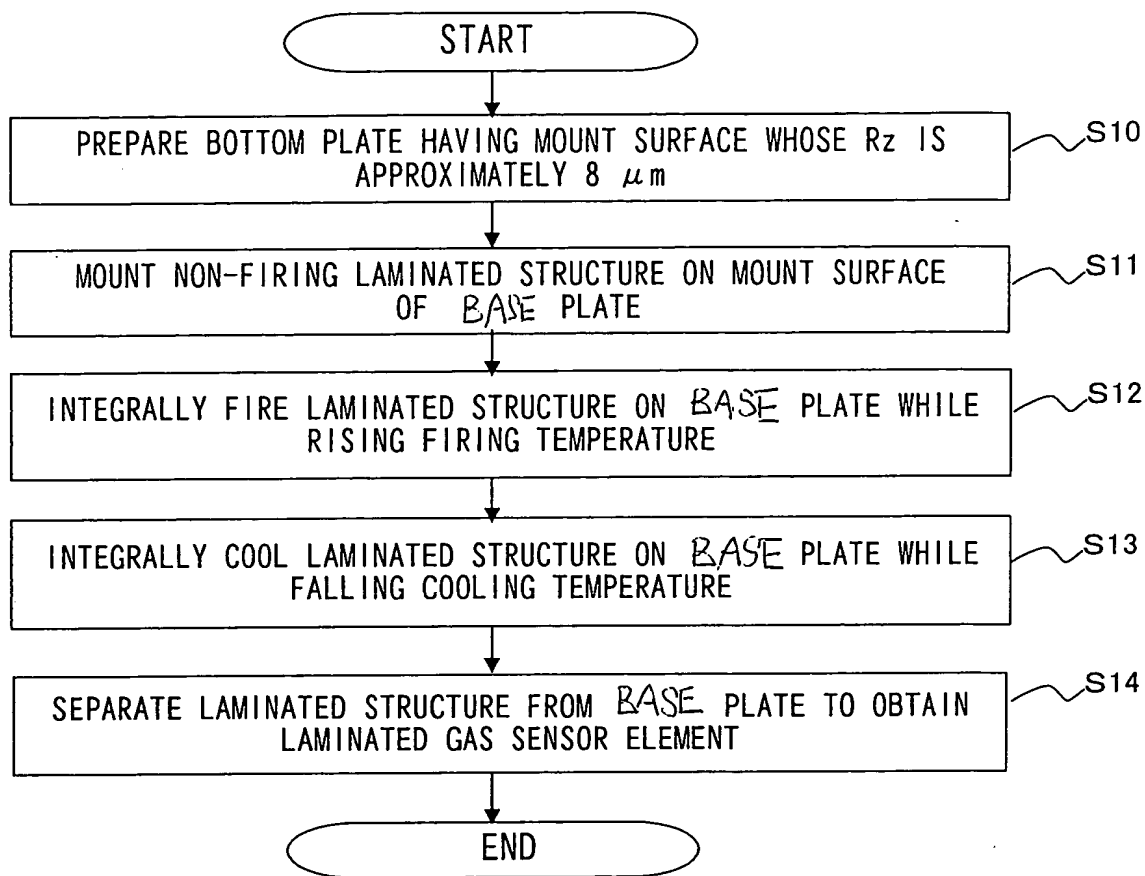 START
PREPARE BOTTOM PLATE HAVING MOUNT SURFACE WHOSE Rz IS
APPROXIMATELY 8 μm
S10
MOUNT NON-FIRING LAMINATED STRUCTURE ON MOUNT SURFACE
OF BASE PLATE
S11
INTEGRALLY FIRE LAMINATED STRUCTURE ON BASE PLATE WHILE
RISING FIRING TEMPERATURE
S12
INTEGRALLY COOL LAMINATED STRUCTURE ON BASE PLATE WHILE
FALLING COOLING TEMPERATURE
S13
SEPARATE LAMINATED STRUCTURE FROM BASE PLATE TO OBTAIN
LAMINATED GAS SENSOR ELEMENT
S14
END